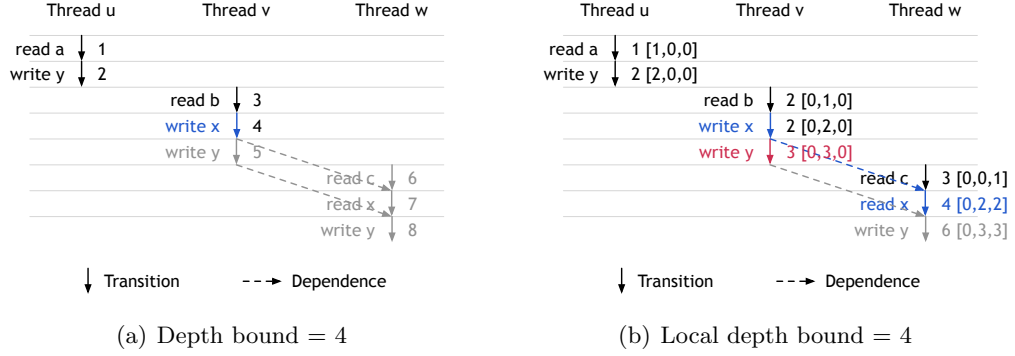 Thread u Thread v Thread w
read a 1
write y 2
read b 3
write x 4
write y 5
read c 6
read x 7
write y 8
Transition Dependence
(a) Depth bound = 4
Thread u Thread v Thread w
read a 1 [1,0,0]
write y 2 [2,0,0]
read b 2 [0,1,0]
write x 2 [0,2,0]
write y 3 [0,3,0]
read c 3 [0,0,1]
read x 4 [0,2,2]
write y 6 [0,3,3]
Transition Dependence
(b) Local depth bound = 4